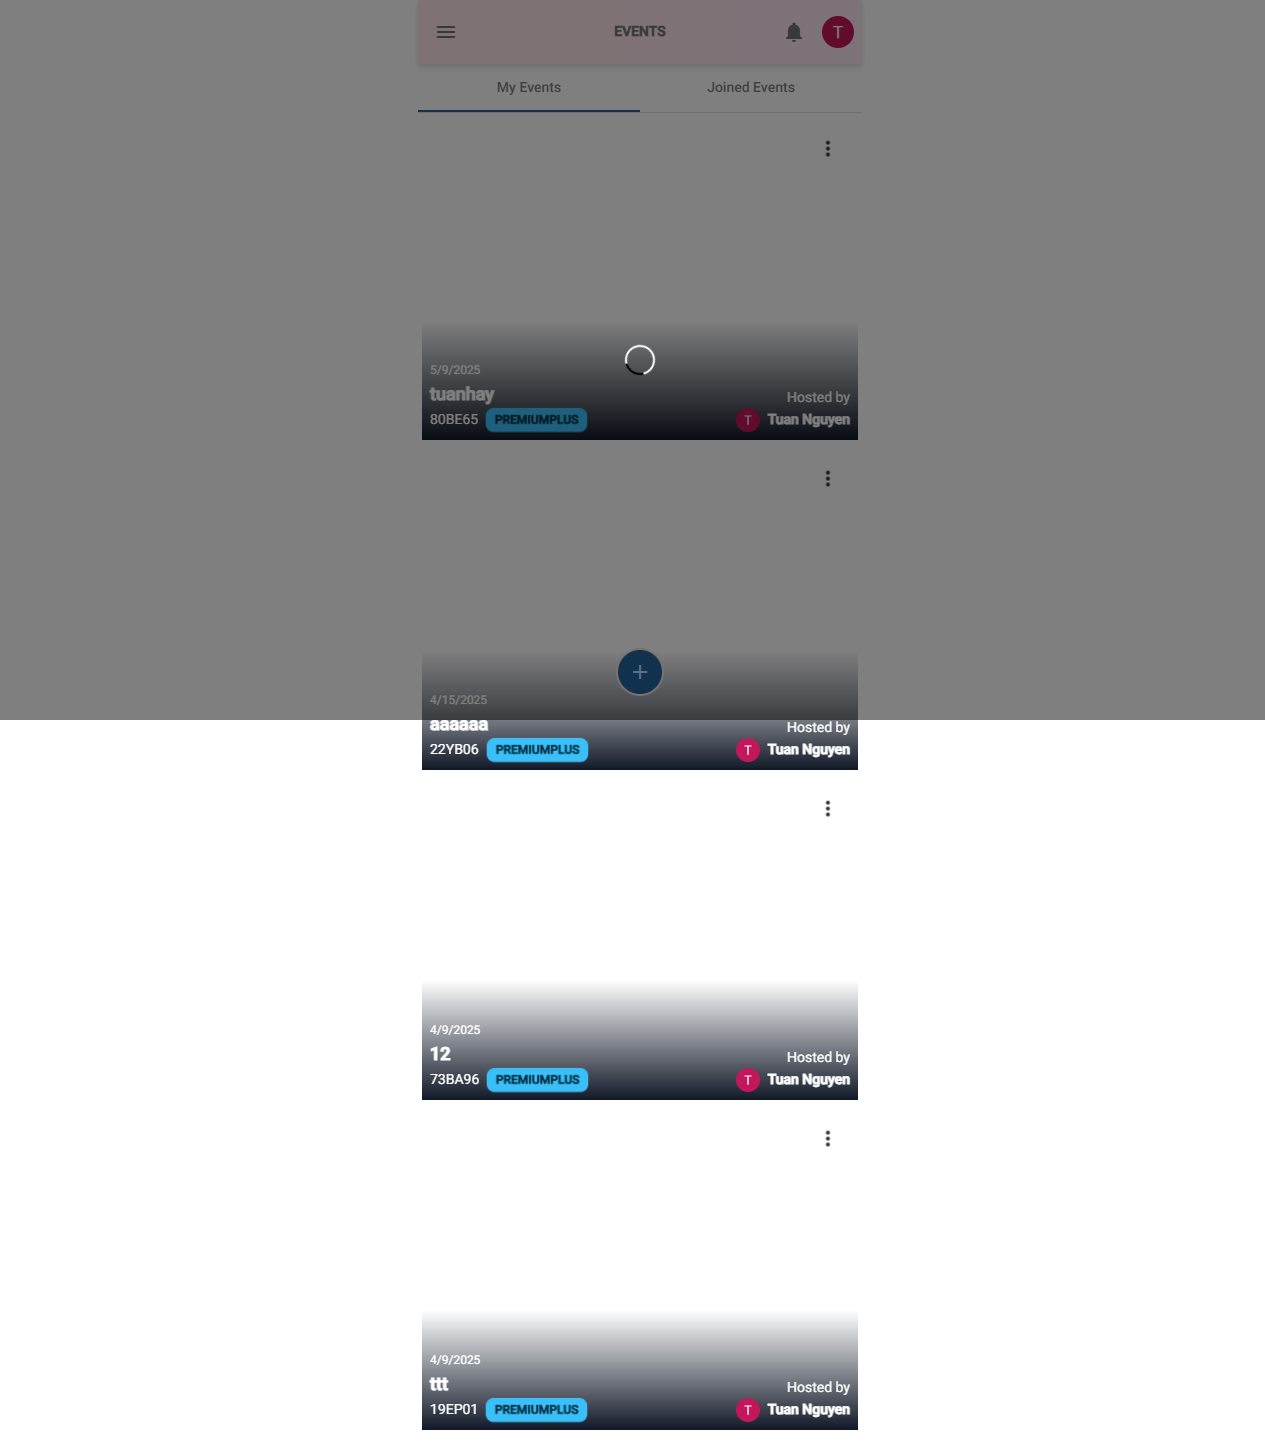 EVENTS
T
My Events
Joined Events
5/9/2025
tuanhay
Hosted by
80BE65 PREMIUMPLUS
T Tuan Nguyen
4/15/2025
aaaaaa
Hosted by
22YB06 PREMIUMPLUS
T Tuan Nguyen
4/9/2025
12
Hosted by
73BA96 PREMIUMPLUS
T Tuan Nguyen
4/9/2025
ttt
Hosted by
19EP01 PREMIUMPLUS
T Tuan Nguyen